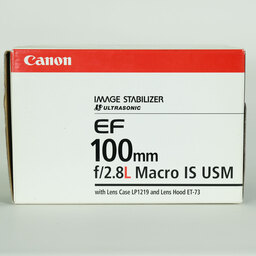 Canon
IMAGE STABILIZER
ULTRASONIC
EF
100mm
f/2.8L Macro IS USM
with Lens Case LP1219 and Lens Hood ET-73